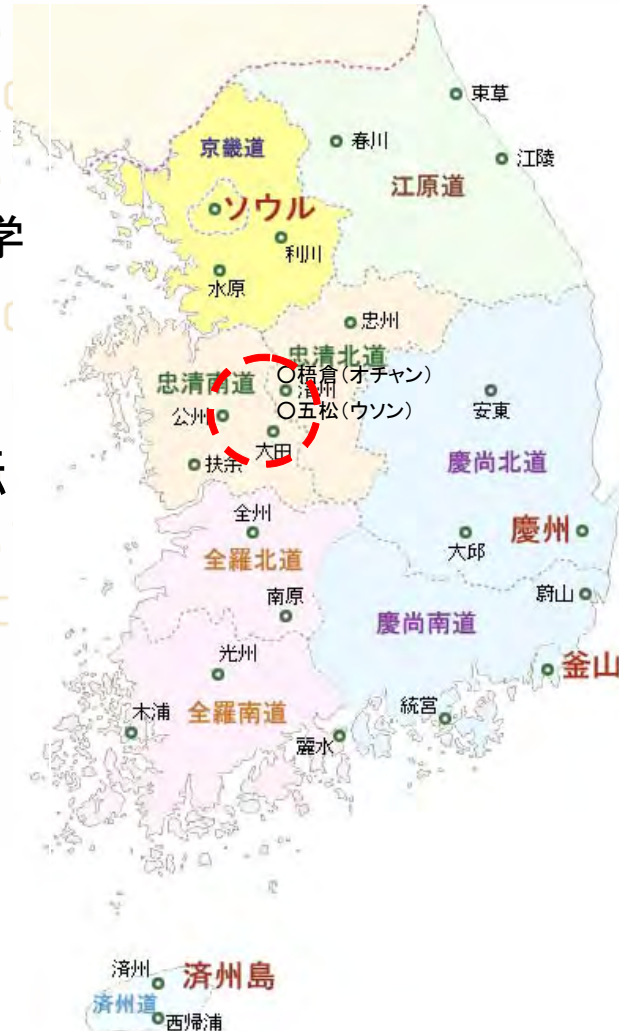 束草
春川
京畿道
江陵
江原道
ソウル
学
利川
水原
忠州
忠清北道
○梧倉(オチャン)
忠清南道
清州
安東
公州
○五松(ウソン)
大田
慶尚北道
扶余
全州
慶州
大邱
全羅北道
蔚山
南原
慶尚南道
光州
釜山
統営
木浦
全羅南道
麗水
済州
済州島
済州道
西帰浦